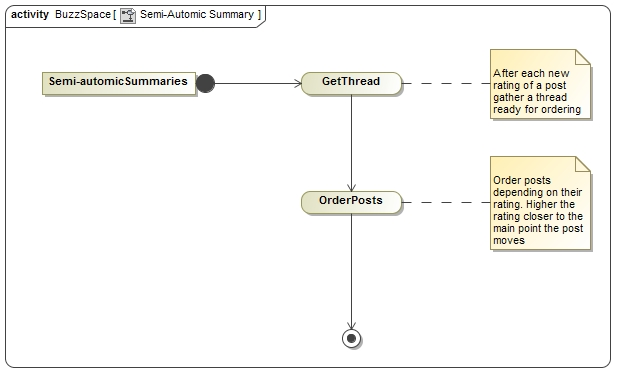 activity BuzzSpace [ Semi-Automic Summary ]
Semi-automicSummaries
GetThread
After each new
rating of a post
gather a thread
ready for ordering
OrderPosts
Order posts
depending on their
rating. Higher the
rating closer to the
main point the post
moves